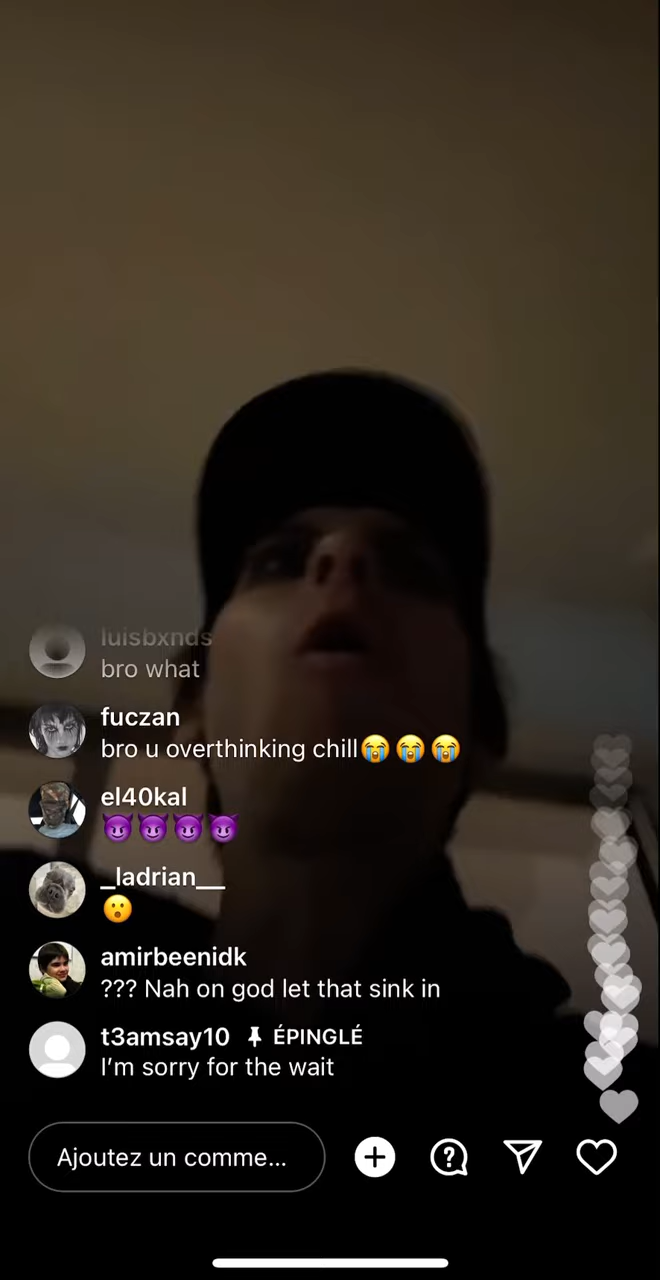 luisbxnds
bro what
fuczan
bro u overthinking chill😭😭😭
el40kal
😈😈😈😈
_ladrian__
😮
amirbeenidk
??? Nah on god let that sink in
t3amsay10 📌 ÉPINGLÉ
I’m sorry for the wait
Ajoutez un comme...